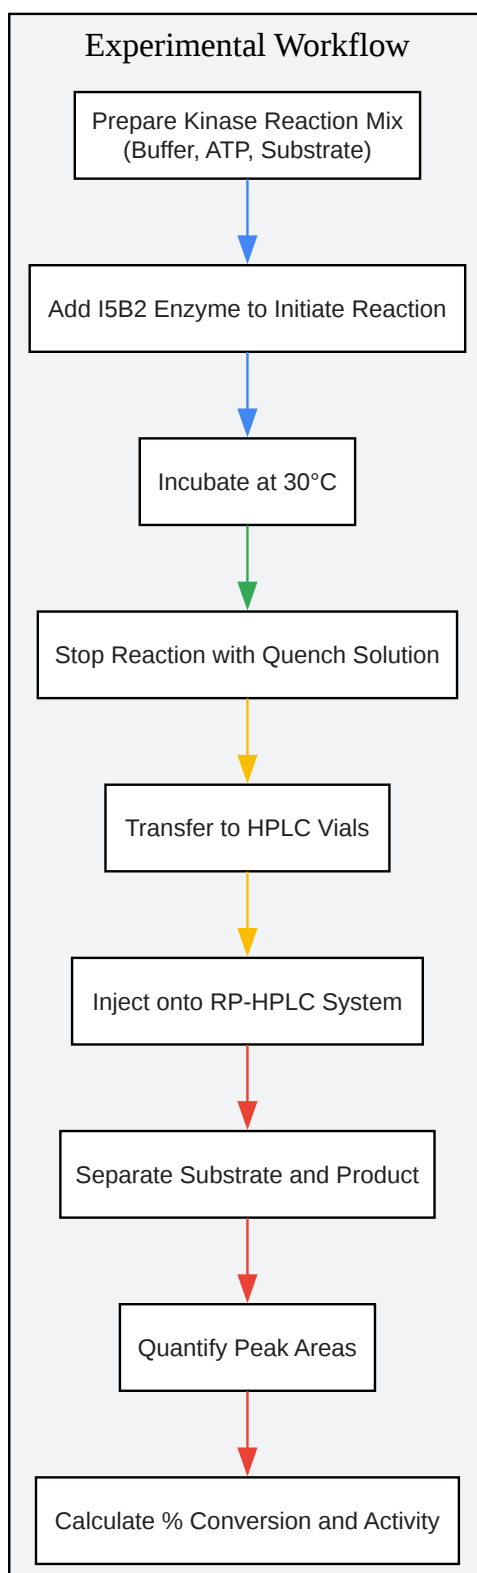 Experimental Workflow
Prepare Kinase Reaction Mix
(Buffer, ATP, Substrate)
Add I5B2 Enzyme to Initiate Reaction
Incubate at 30°C
Stop Reaction with Quench Solution
Transfer to HPLC Vials
Inject onto RP-HPLC System
Separate Substrate and Product
Quantify Peak Areas
Calculate % Conversion and Activity